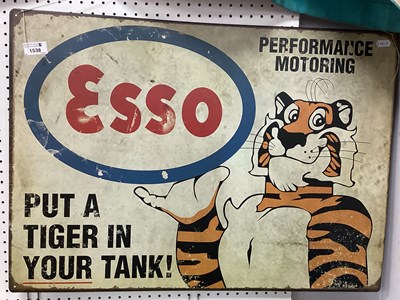 1538
PERFORMANCE
MOTORING
Esso
PUT A
TIGER IN
YOUR TANK!